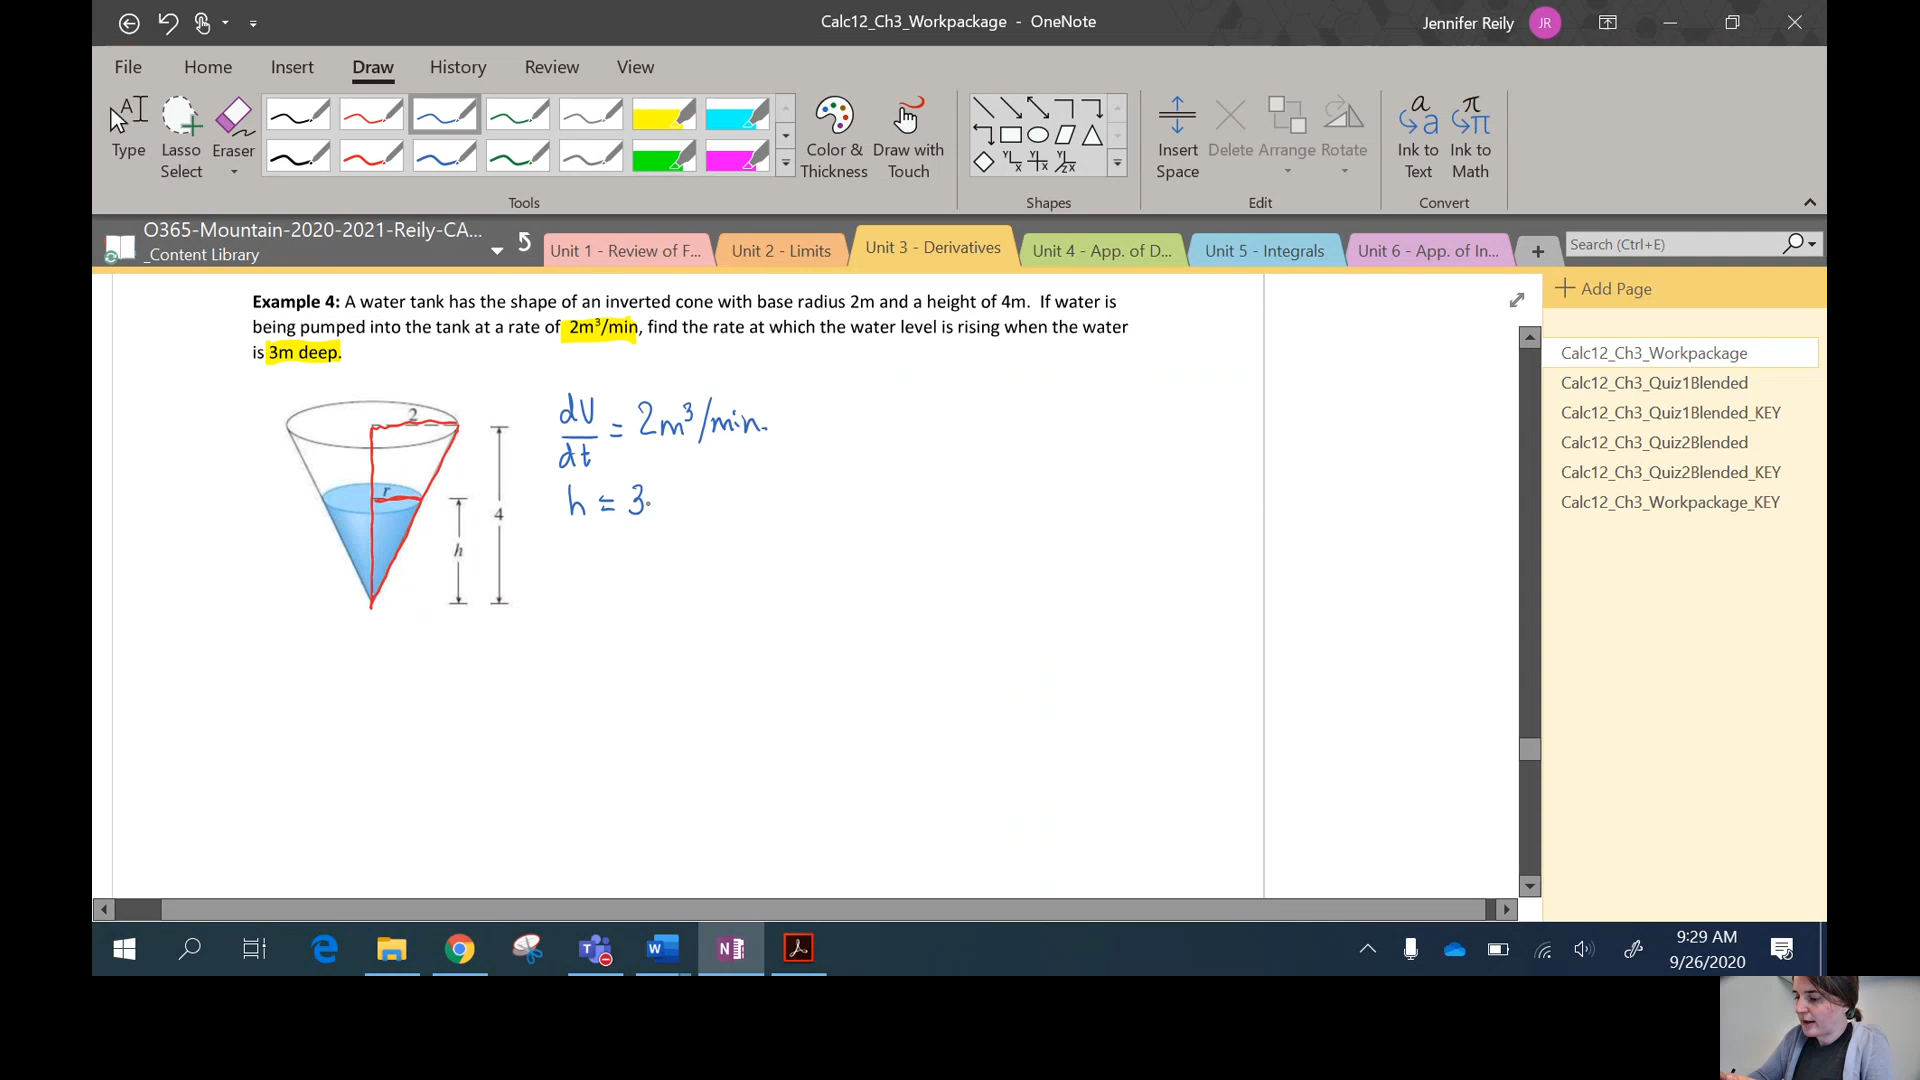 Calc12_Ch3_Workpackage - OneNote
Jennifer Reily
JR
File
Home
Insert
Draw
History
Review
View
Type
Lasso Select
Eraser
Color & Thickness
Draw with Touch
Insert Space
Delete
Arrange
Rotate
Ink to Text
Ink to Math
Tools
Shapes
Edit
Convert
O365-Mountain-2020-2021-Reily-CA...
_Content Library
Unit 1 - Review of F...
Unit 2 - Limits
Unit 3 - Derivatives
Unit 4 - App. of D...
Unit 5 - Integrals
Unit 6 - App. of In...
Search (Ctrl+E)
Add Page
Calc12_Ch3_Workpackage
Calc12_Ch3_Quiz1Blended
Calc12_Ch3_Quiz1Blended_KEY
Calc12_Ch3_Quiz2Blended
Calc12_Ch3_Quiz2Blended_KEY
Calc12_Ch3_Workpackage_KEY
Example 4: A water tank has the shape of an inverted cone with base radius 2m and a height of 4m. If water is
being pumped into the tank at a rate of 2m³/min, find the rate at which the water level is rising when the water
is 3m deep.
2
r
h
4
dV/dt = 2m³/min.
h = 3
9:29 AM
9/26/2020